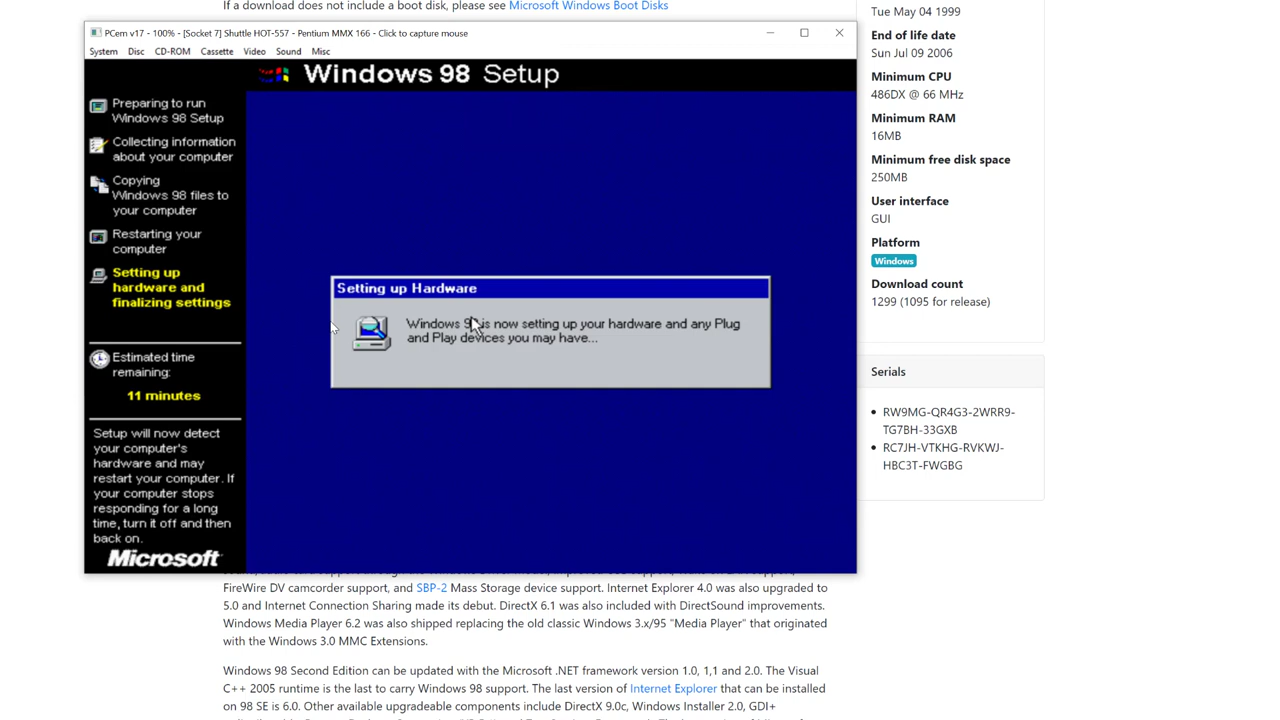 If a download does not include a boot disk, please see Microsoft Windows Boot Disks
PCem v17 - 100% - [Socket 7] Shuttle HOT-557 - Pentium MMX 166 - Click to capture mouse
System Disc CD-ROM Cassette Video Sound Misc
Windows 98 Setup
Preparing to run
Windows 98 Setup
Collecting information
about your computer
Copying
Windows 98 files to
your computer
Restarting your
computer
Setting up
hardware and
finalizing settings
Estimated time
remaining:
11 minutes
Setup will now detect
your computer's
hardware and may
restart your computer. If
your computer stops
responding for a long
time, turn it off and then
back on.
Microsoft
Setting up Hardware
Windows 98 is now setting up your hardware and any Plug
and Play devices you may have...
Tue May 04 1999
End of life date
Sun Jul 09 2006
Minimum CPU
486DX @ 66 MHz
Minimum RAM
16MB
Minimum free disk space
250MB
User interface
GUI
Platform
Windows
Download count
1299 (1095 for release)
Serials
RW9MG-QR4G3-2WRR9-
TG7BH-33GXB
RC7JH-VTKHG-RVKWJ-
HBC3T-FWGBG
FireWire DV camcorder support, and SBP-2 Mass Storage device support. Internet Explorer 4.0 was also upgraded to
5.0 and Internet Connection Sharing made its debut. DirectX 6.1 was also included with DirectSound improvements.
Windows Media Player 6.2 was also shipped replacing the old classic Windows 3.x/95 "Media Player" that originated
with the Windows 3.0 MMC Extensions.
Windows 98 Second Edition can be updated with the Microsoft .NET framework version 1.0, 1,1 and 2.0. The Visual
C++ 2005 runtime is the last to carry Windows 98 support. The last version of Internet Explorer that can be installed
on 98 SE is 6.0. Other available upgradeable components include DirectX 9.0c, Windows Installer 2.0, GDI+